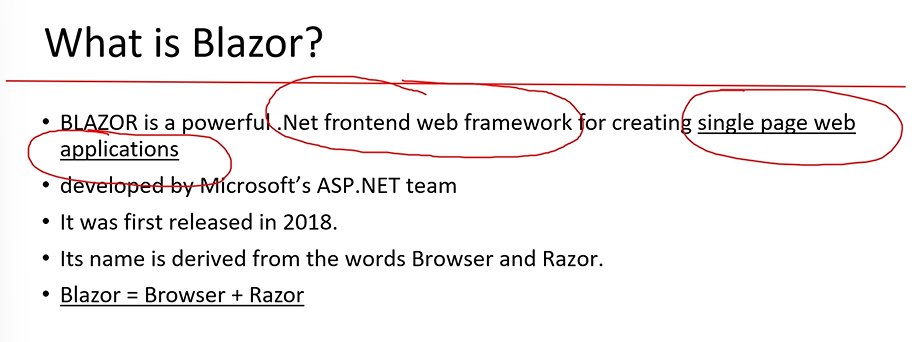 What is Blazor?
• BLAZOR is a powerful .Net frontend web framework for creating single page web
applications
• developed by Microsoft's ASP.NET team
• It was first released in 2018.
• Its name is derived from the words Browser and Razor.
• Blazor = Browser + Razor